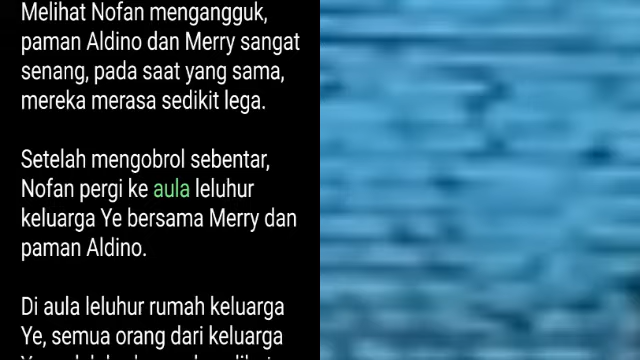 Melihat Nofan mengangguk,
paman Aldino dan Merry sangat
senang, pada saat yang sama,
mereka merasa sedikit lega.
Setelah mengobrol sebentar,
Nofan pergi ke aula leluhur
keluarga Ye bersama Merry dan
paman Aldino.
Di aula leluhur rumah keluarga
Ye, semua orang dari keluarga